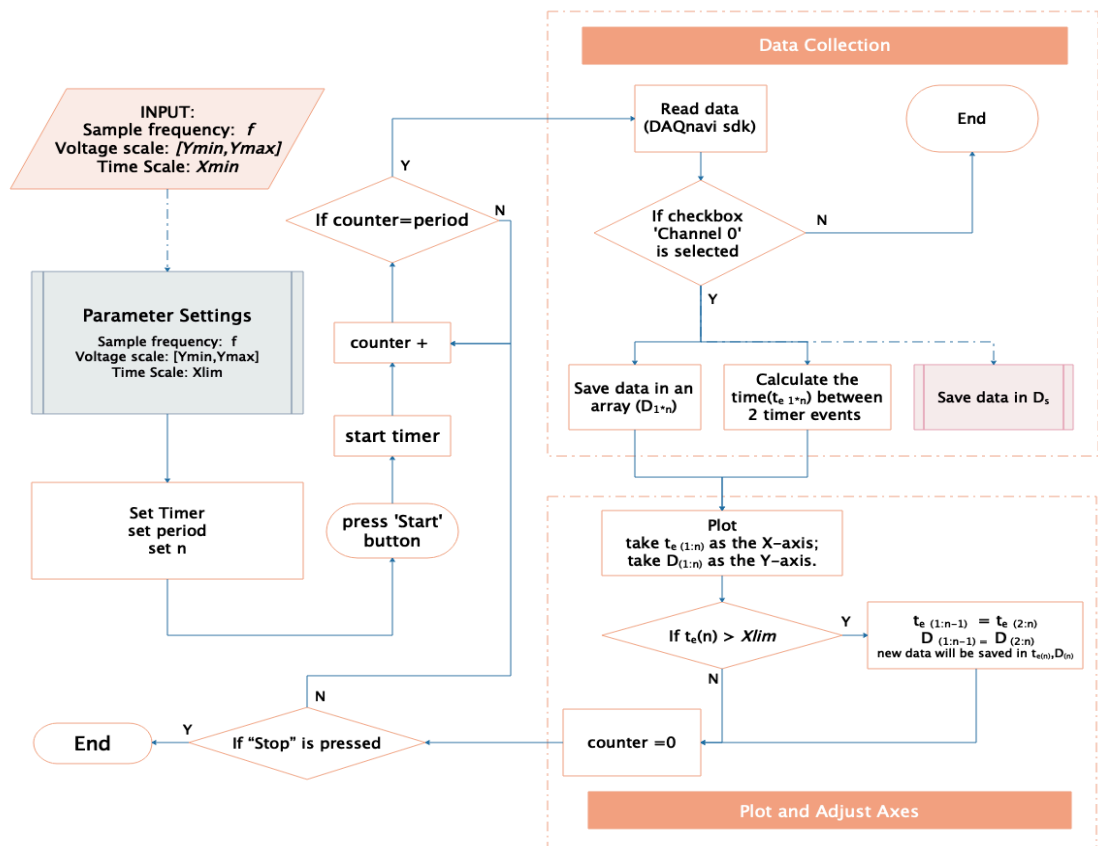 INPUT:
Sample frequency: f
Voltage scale: [Ymin,Ymax]
Time Scale: Xmin
Parameter Settings
Sample frequency: f
Voltage scale: [Ymin,Ymax]
Time Scale: Xlim
Set Timer
set period
set n
press 'Start'
button
start timer
counter +
If counter=period
Y
N
Data Collection
Read data
(DAQnavi sdk)
End
If checkbox
'Channel 0'
is selected
N
Y
Save data in an
array (D₁*ₙ)
Calculate the
time(tₑ ₁*ₙ) between
2 timer events
Save data in Dₛ
Plot
take tₑ (1:n) as the X-axis;
take D(1:n) as the Y-axis.
If tₑ(n) > Xlim
Y
N
tₑ (1:n-1) = tₑ (2:n)
D (1:n-1) = D (2:n)
new data will be saved in te(n),D(n)
counter =0
If “Stop” is pressed
N
Y
End
Plot and Adjust Axes